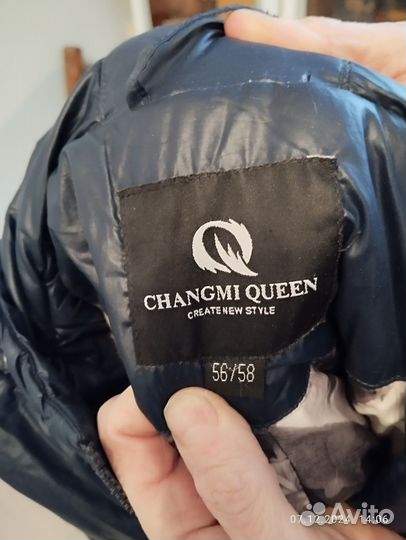 CHANGMI QUEEN
CREATE NEW STYLE
56/58
07.12.2024 14:06
Avito